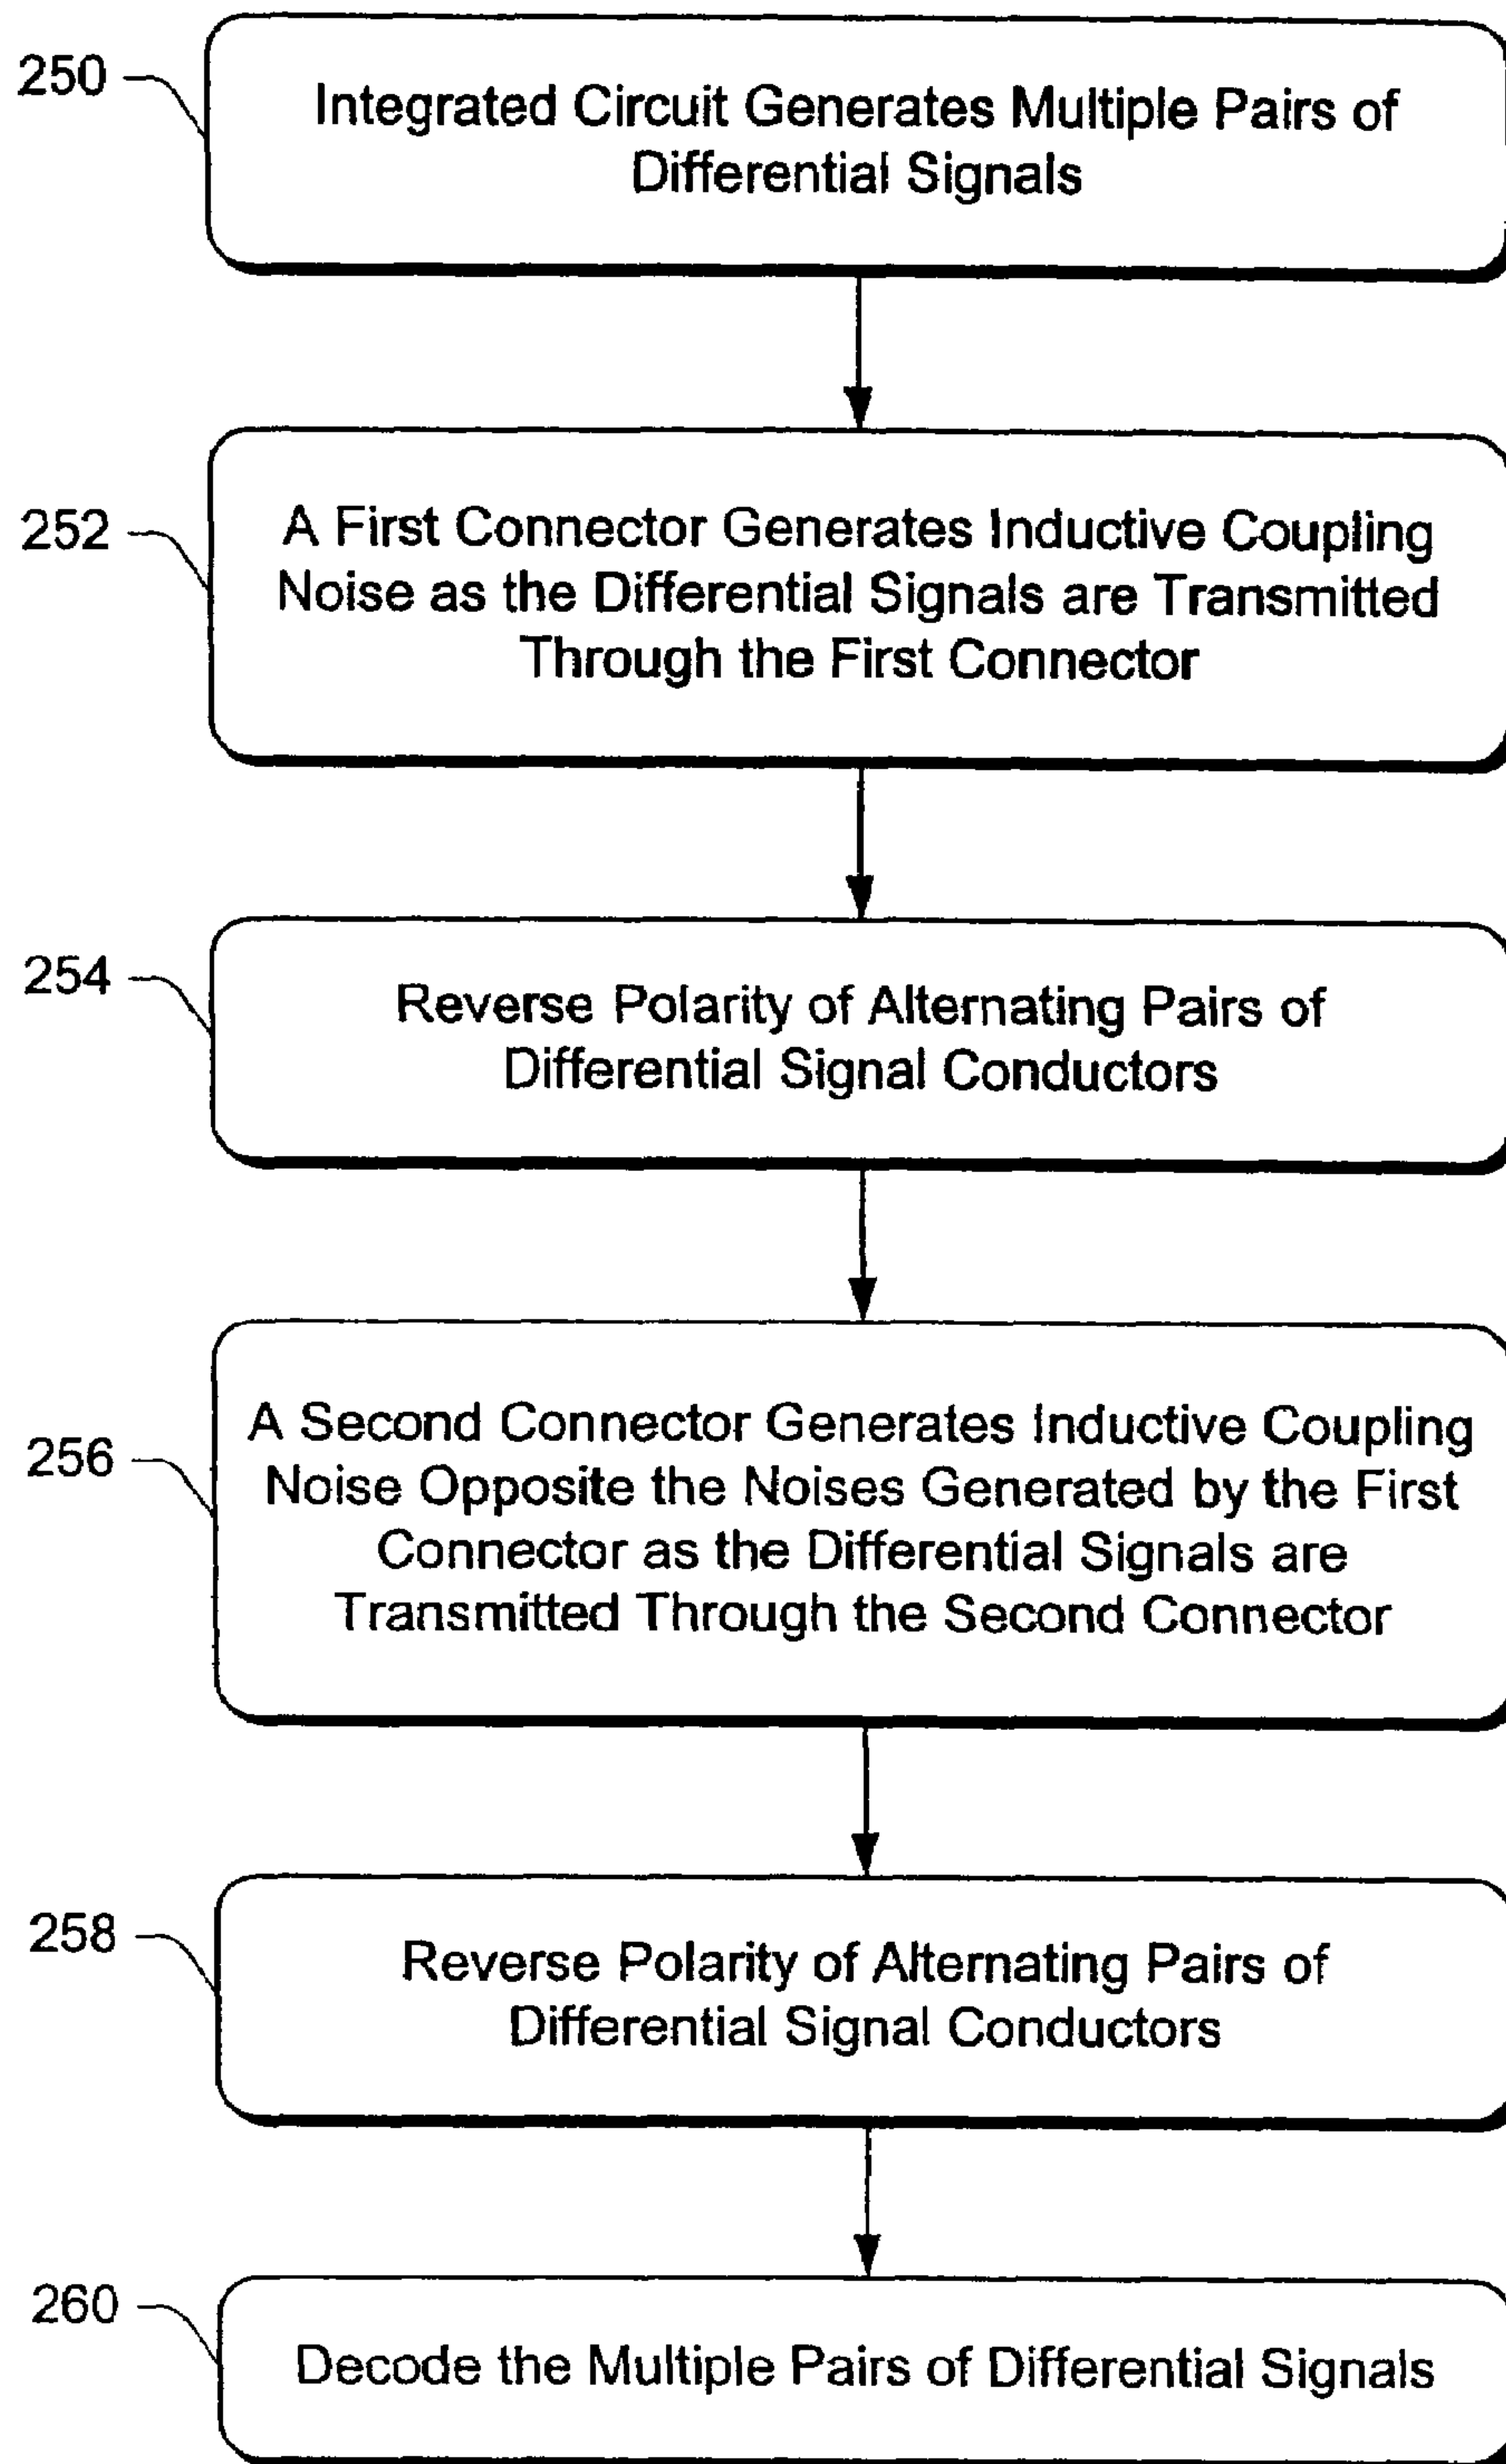 250
Integrated Circuit Generates Multiple Pairs of
Differential Signals
252
A First Connector Generates Inductive Coupling
Noise as the Differential Signals are Transmitted
Through the First Connector
254
Reverse Polarity of Alternating Pairs of
Differential Signal Conductors
256
A Second Connector Generates Inductive Coupling
Noise Opposite the Noises Generated by the First
Connector as the Differential Signals are
Transmitted Through the Second Connector
258
Reverse Polarity of Alternating Pairs of
Differential Signal Conductors
260
Decode the Multiple Pairs of Differential Signals